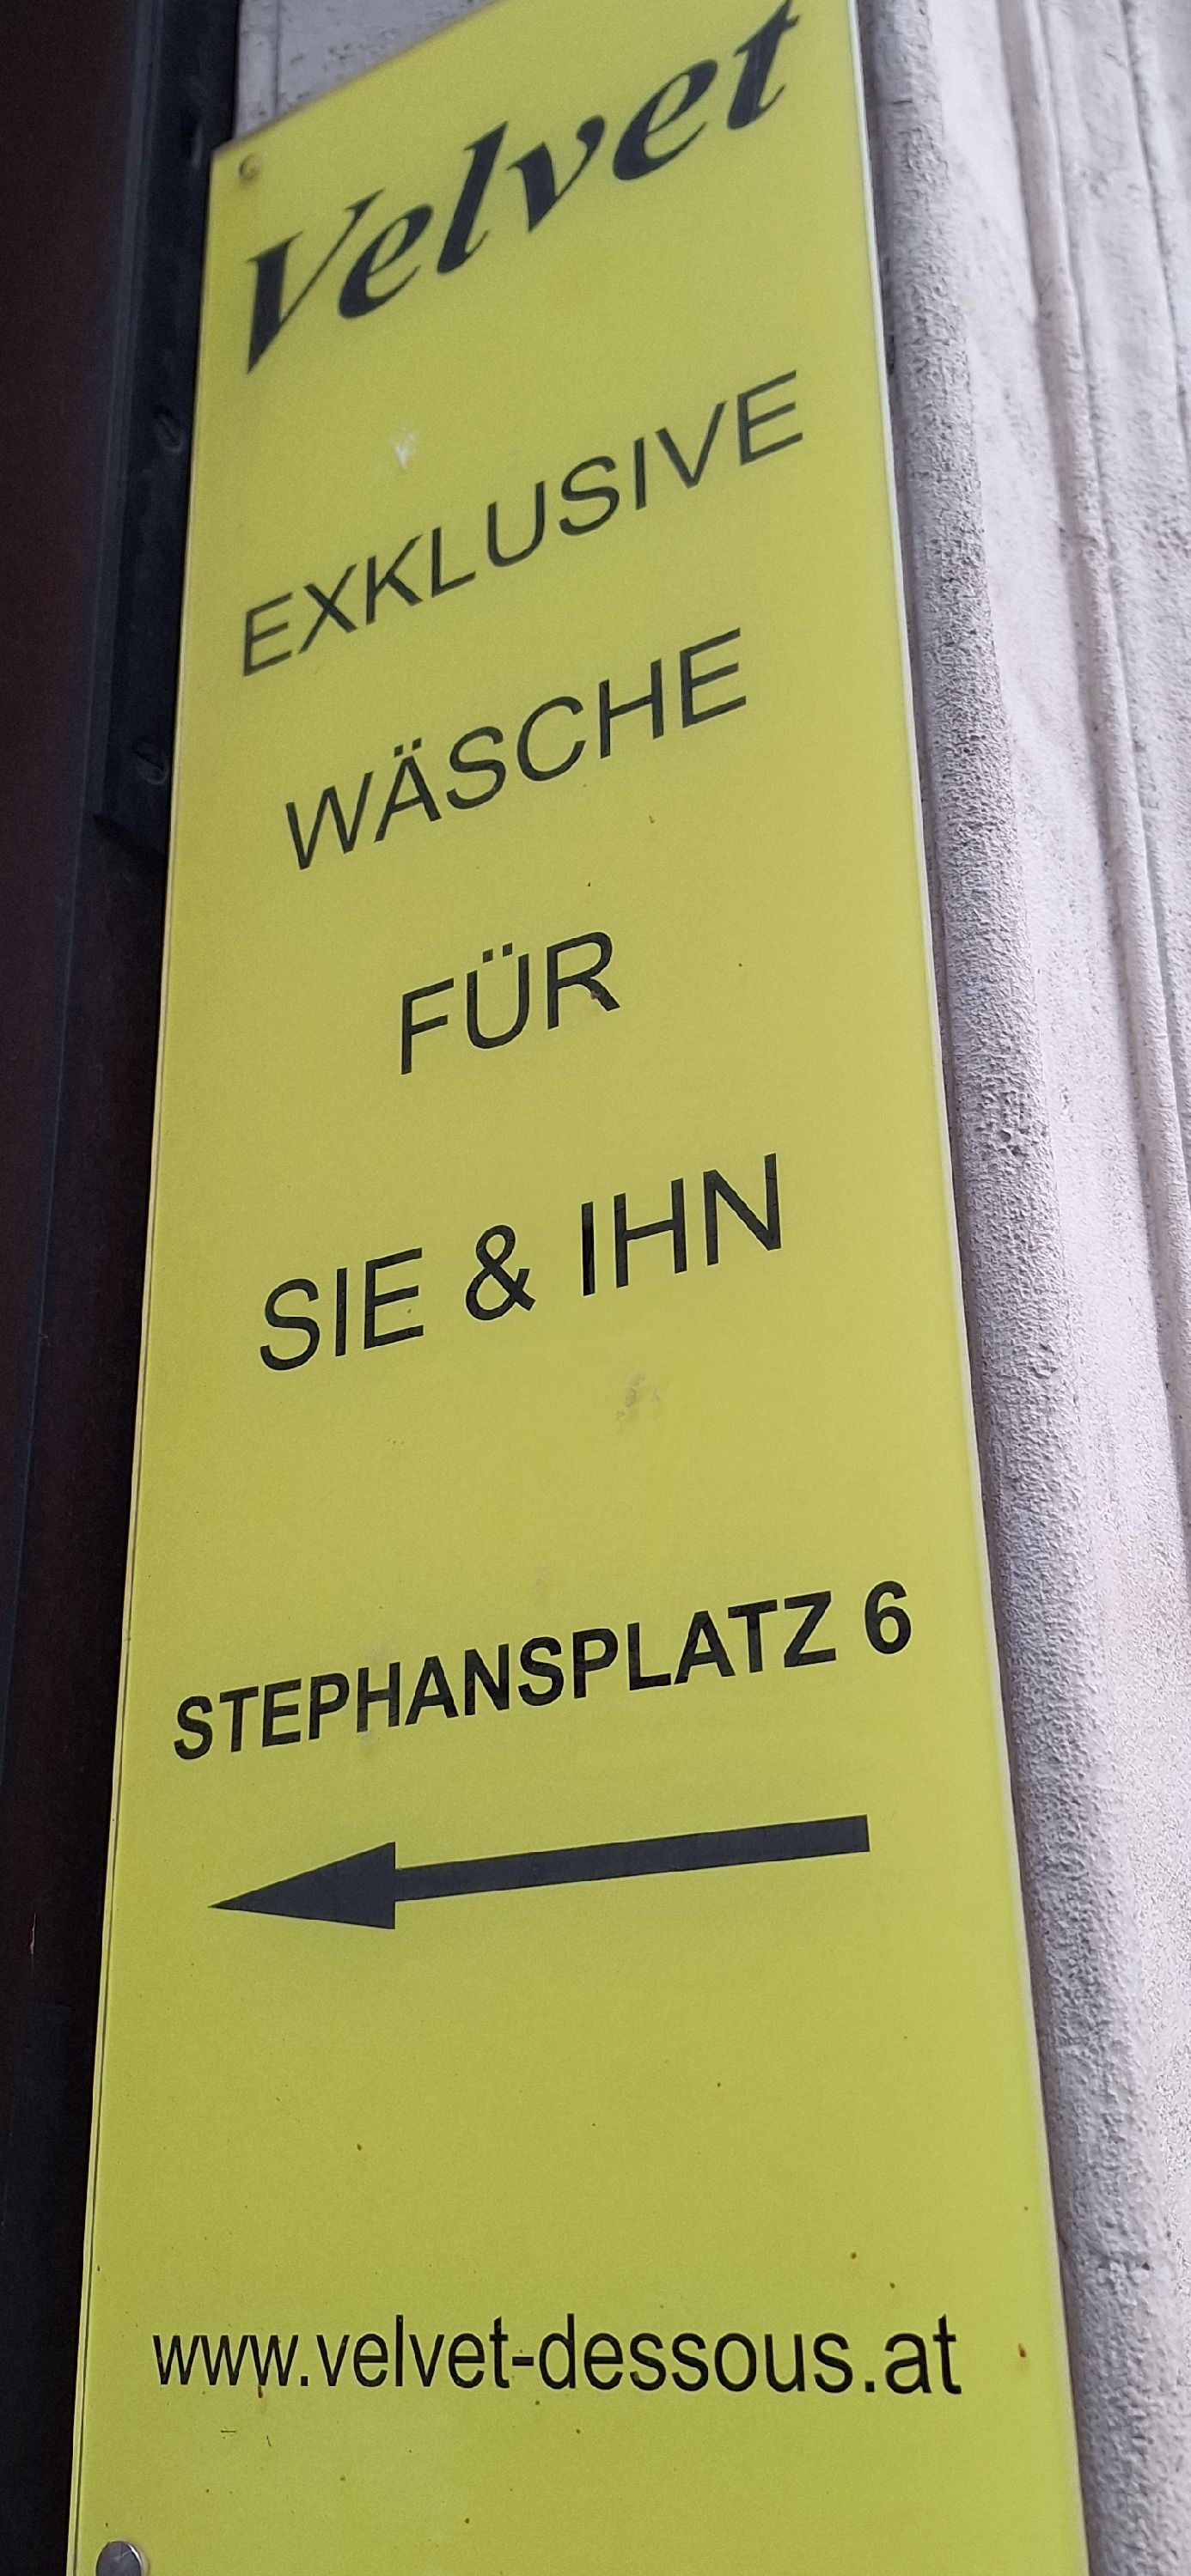 Velvet
EXKLUSIVE
WÄSCHE
FÜR
SIE & IHN
STEPHANSPLATZ 6
www.velvet-dessous.at